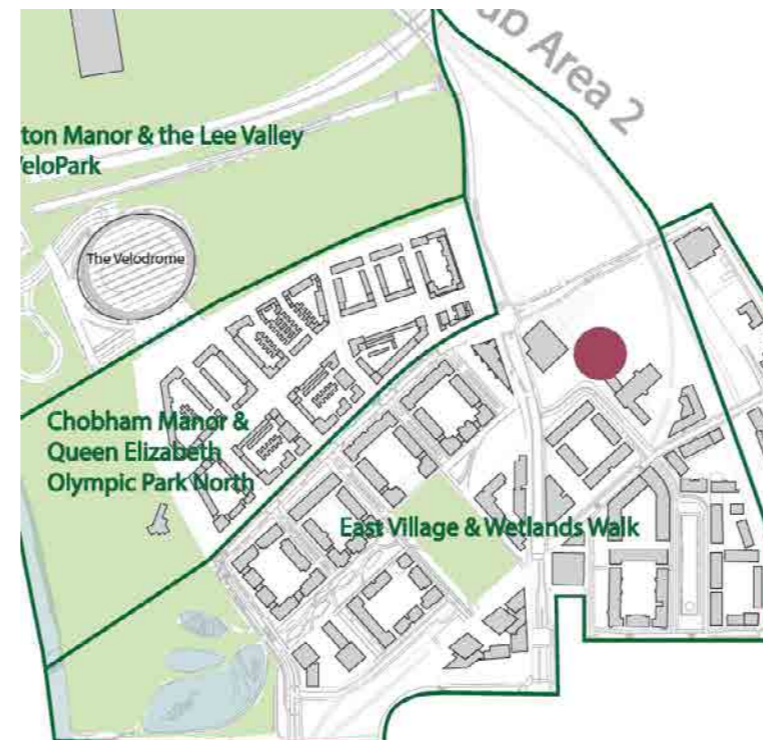 Area 2
ton Manor & the Lee Valley
VeloPark
The Velodrome
Chobham Manor &
Queen Elizabeth
Olympic Park North
East Village & Wetlands Walk